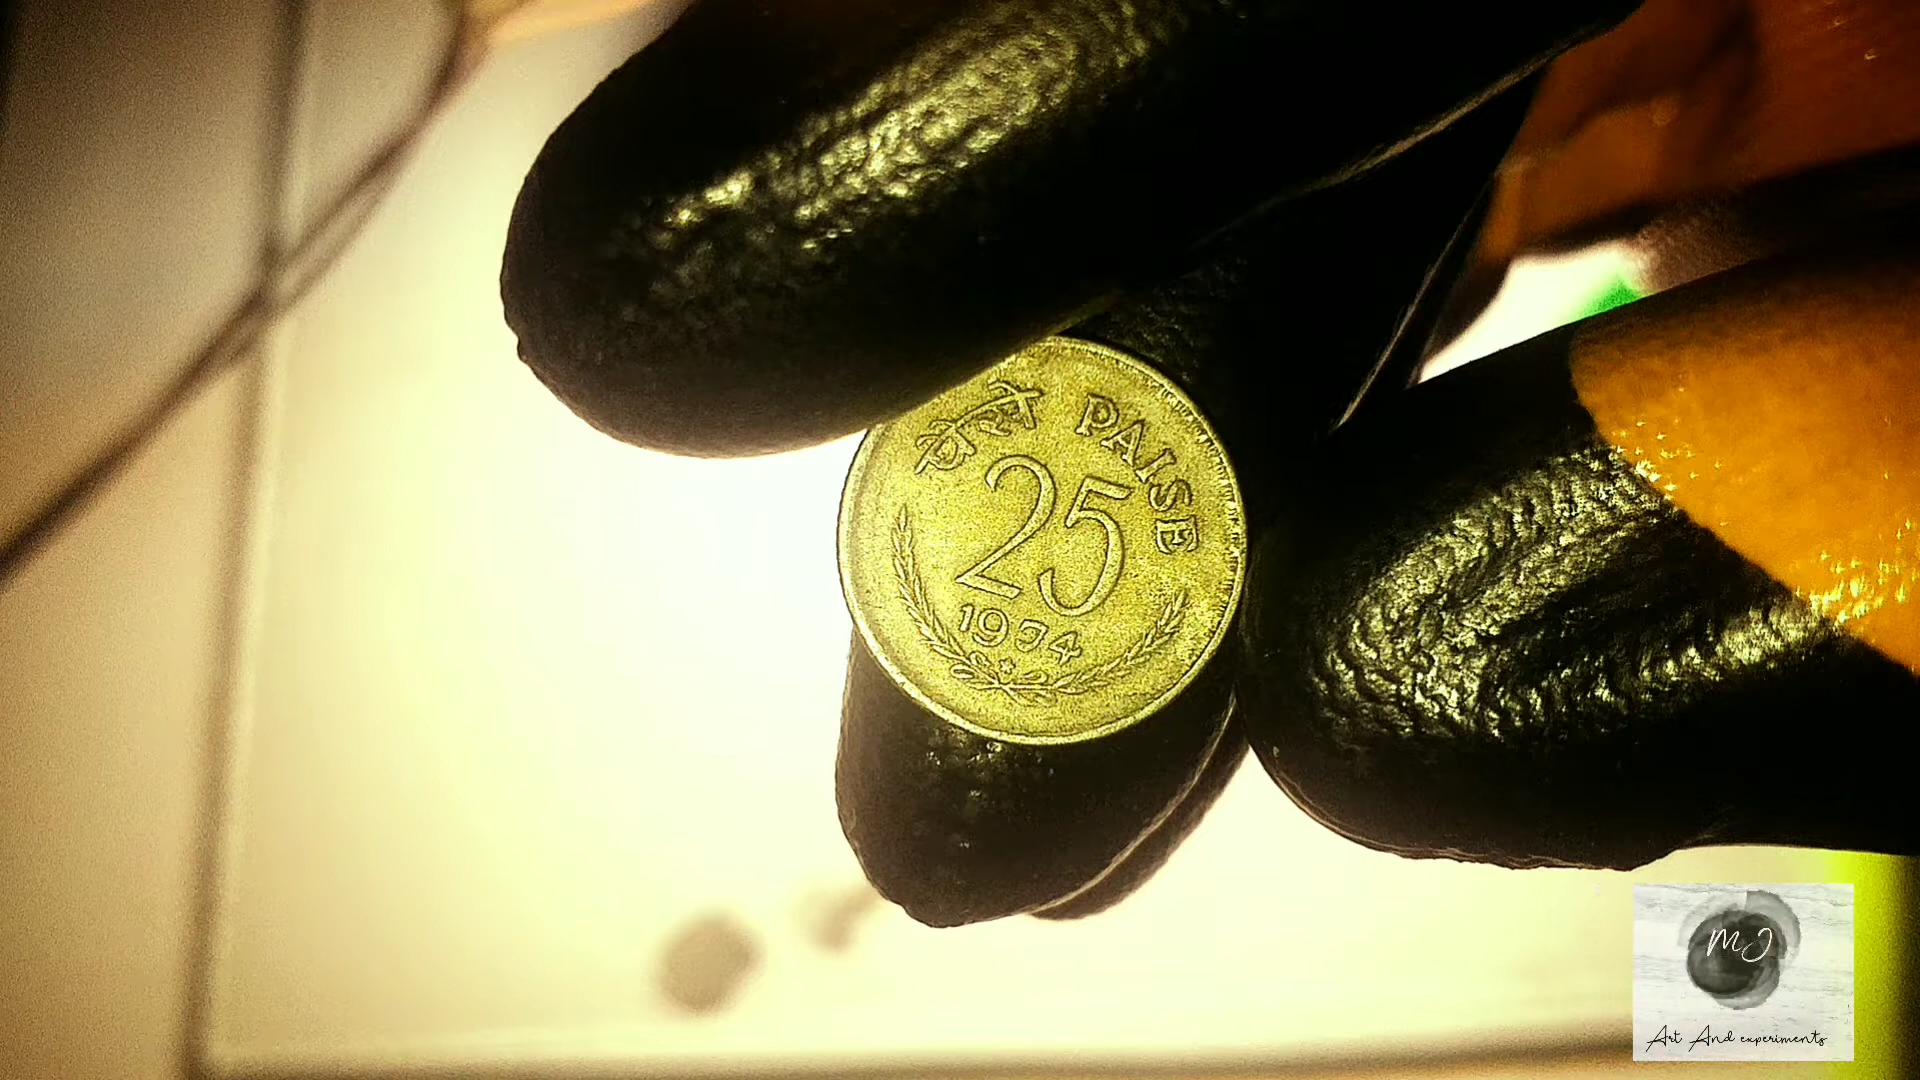 पैसे PAISE
25
1974
MJ
Art And experiments